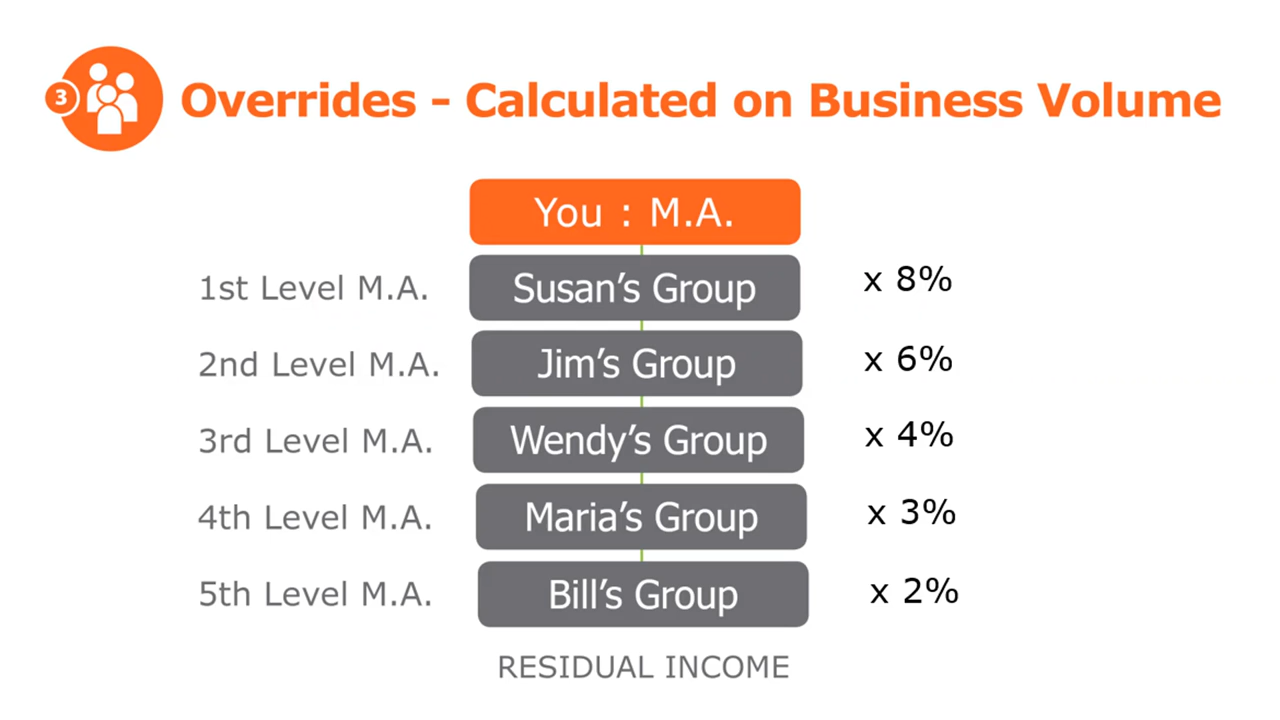 3
Overrides - Calculated on Business Volume
You : M.A.
1st Level M.A. Susan’s Group x 8%
2nd Level M.A. Jim’s Group x 6%
3rd Level M.A. Wendy’s Group x 4%
4th Level M.A. Maria’s Group x 3%
5th Level M.A. Bill’s Group x 2%
RESIDUAL INCOME